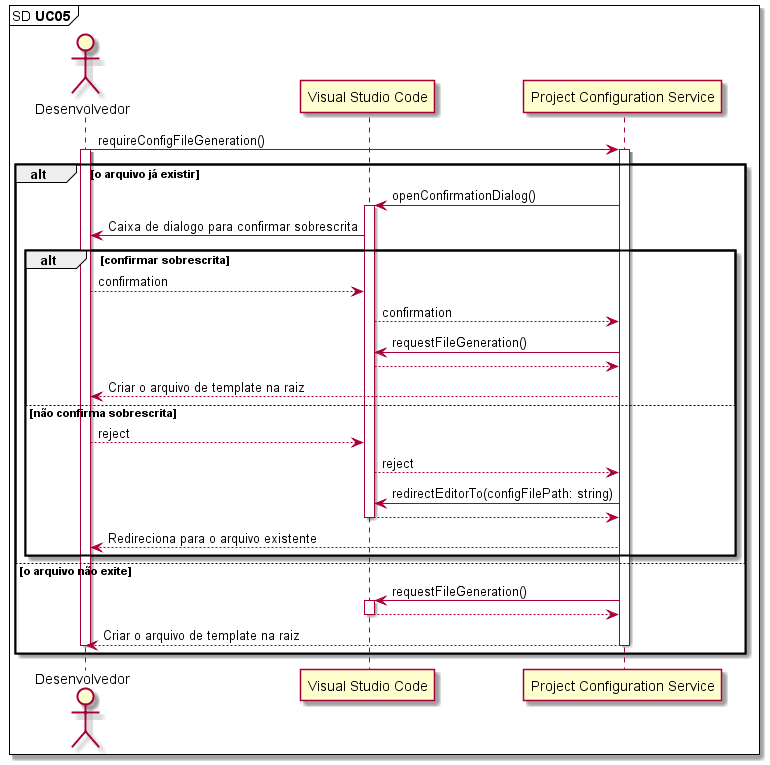 SD UC05
Desenvolvedor
Visual Studio Code
Project Configuration Service
requireConfigFileGeneration()
alt [o arquivo já existir]
openConfirmationDialog()
Caixa de dialogo para confirmar sobrescrita
alt [confirmar sobrescrita]
confirmation
confirmation
requestFileGeneration()
Criar o arquivo de template na raiz
[não confirma sobrescrita]
reject
reject
redirectEditorTo(configFilePath: string)
Redireciona para o arquivo existente
[o arquivo não exite]
requestFileGeneration()
Criar o arquivo de template na raiz
Desenvolvedor
Visual Studio Code
Project Configuration Service